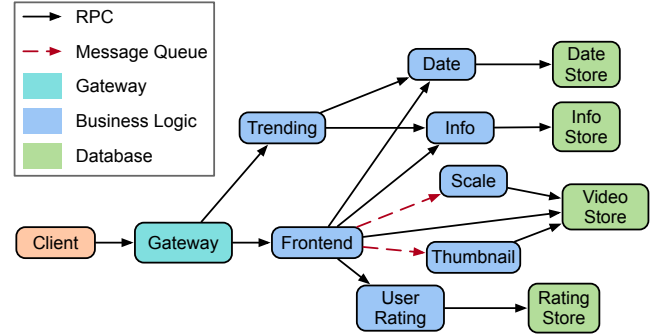 RPC
Message Queue
Gateway
Business Logic
Database
Date
Date
Store
Trending
Info
Info
Store
Scale
Video
Store
Client
Gateway
Frontend
Thumbnail
User
Rating
Rating
Store